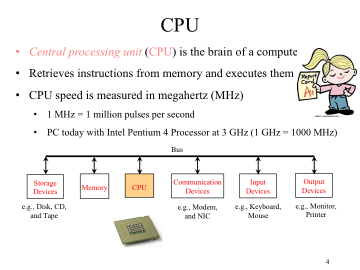 CPU
• Central processing unit (CPU) is the brain of a compute
• Retrieves instructions from memory and executes them
• CPU speed is measured in megahertz (MHz)
• 1 MHz = 1 million pulses per second
• PC today with Intel Pentium 4 Processor at 3 GHz (1 GHz = 1000 MHz)
Report
Card
A+
Bus
Storage
Devices
Memory
CPU
Communication
Devices
Input
Devices
Output
Devices
e.g., Disk, CD,
and Tape
e.g., Modem,
and NIC
e.g., Keyboard,
Mouse
e.g., Monitor,
Printer
4